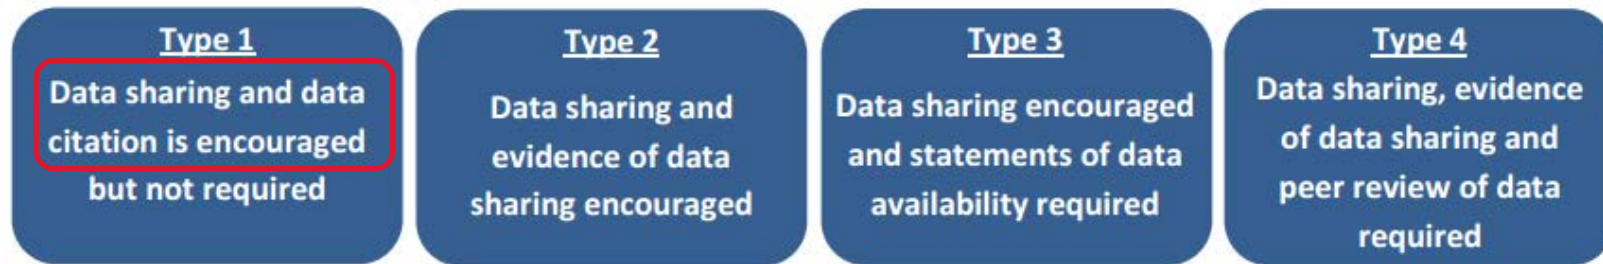 Type 1
Data sharing and data
citation is encouraged
but not required
Type 2
Data sharing and
evidence of data
sharing encouraged
Type 3
Data sharing encouraged
and statements of data
availability required
Type 4
Data sharing, evidence
of data sharing and
peer review of data
required